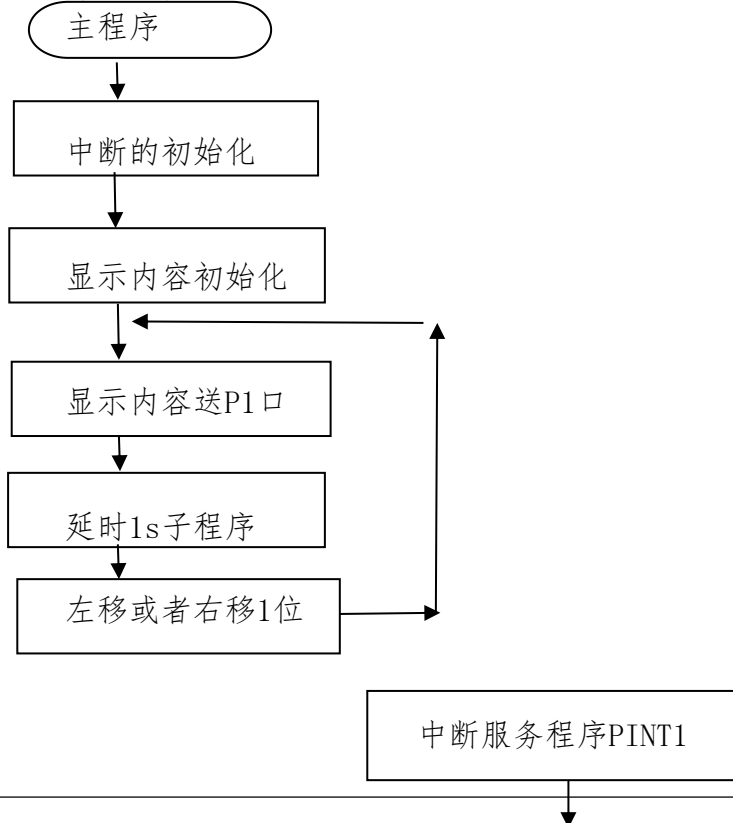 主程序
中断的初始化
显示内容初始化
显示内容送P1口
延时1s子程序
左移或者右移1位
中断服务程序PINT1